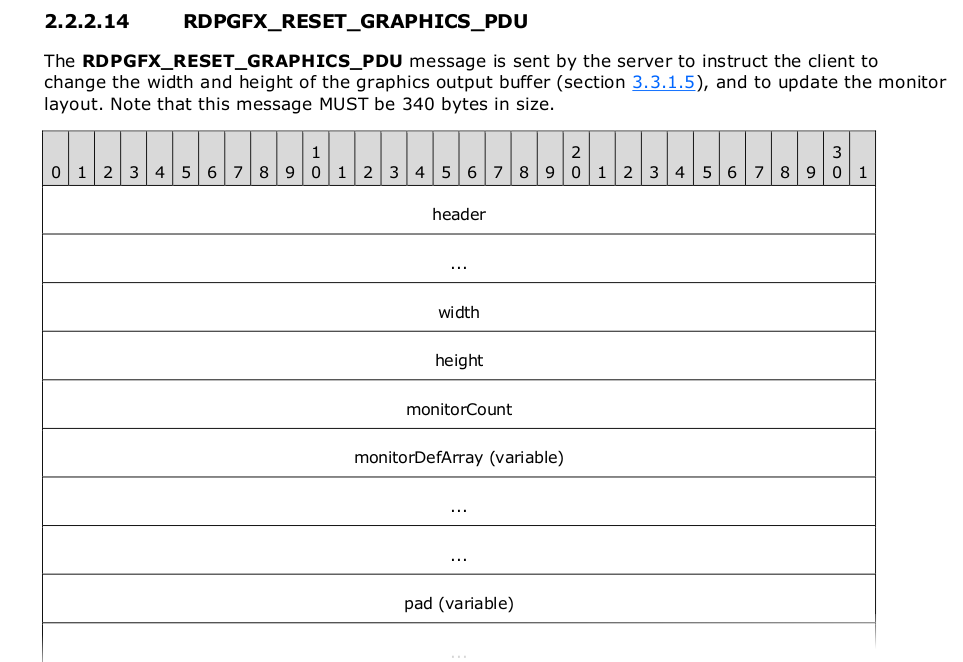 2.2.2.14 RDPGFX_RESET_GRAPHICS_PDU
The RDPGFX_RESET_GRAPHICS_PDU message is sent by the server to instruct the client to
change the width and height of the graphics output buffer (section 3.3.1.5), and to update the monitor
layout. Note that this message MUST be 340 bytes in size.
1 2 3
0 1 2 3 4 5 6 7 8 9 0 1 2 3 4 5 6 7 8 9 0 1 2 3 4 5 6 7 8 9 0 1
header
...
width
height
monitorCount
monitorDefArray (variable)
...
...
pad (variable)
...